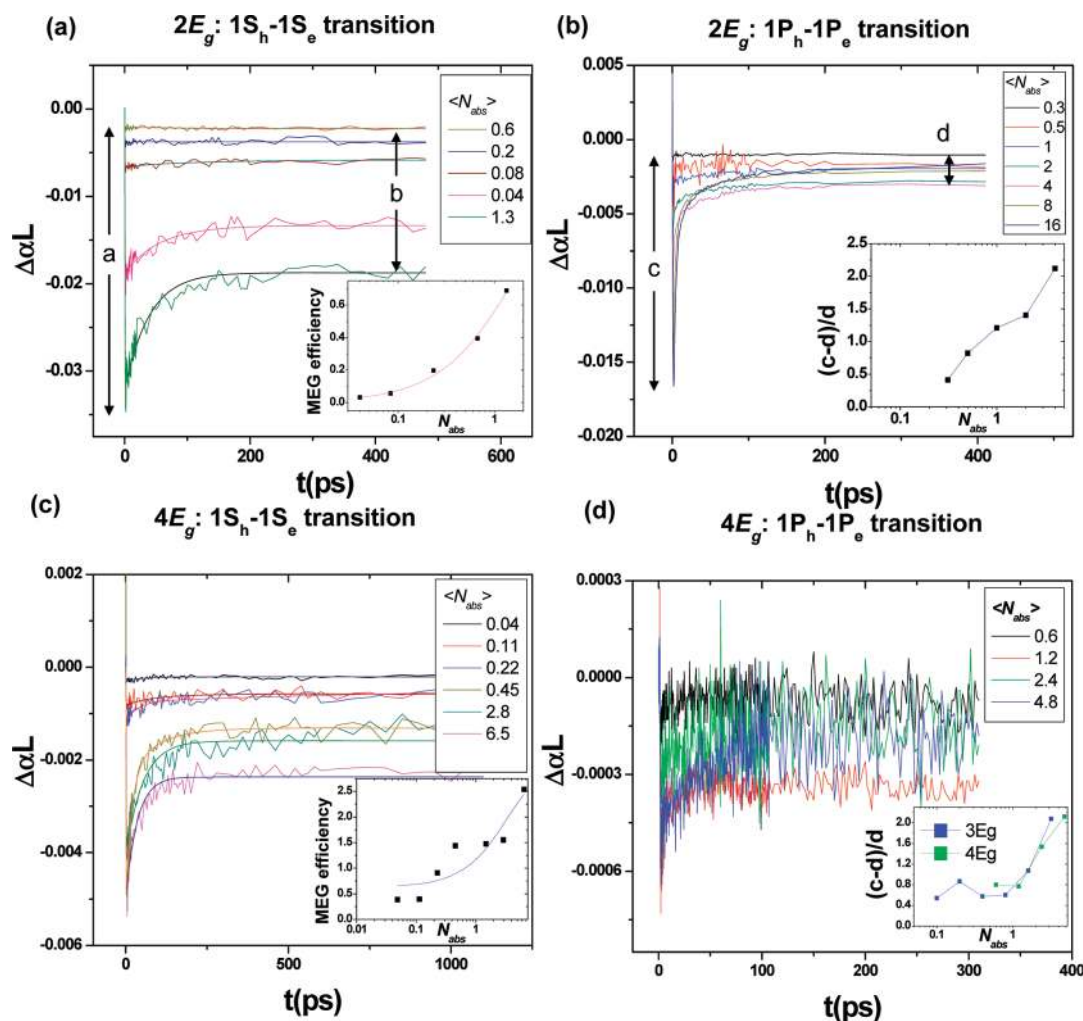 (a)
2Eg: 1Sh-1Se transition
0.00
-0.01
-0.02
-0.03
ΔαL
a
b
<Nabs>
0.6
0.2
0.08
0.04
1.3
MEG efficiency
0.6
0.4
0.2
0.0
0.1
Nabs
1
0
200
400
600
t(ps)
(b)
2Eg: 1Ph-1Pe transition
0.005
0.000
-0.005
-0.010
-0.015
-0.020
ΔαL
c
d
<Nabs>
0.3
0.5
1
2
4
8
16
(c-d)/d
2.5
2.0
1.5
1.0
0.5
0.0
0.1
Nabs
1
0
200
400
600
t(ps)
(c)
4Eg: 1Sh-1Se transition
0.002
0.000
-0.002
-0.004
-0.006
ΔαL
<Nabs>
0.04
0.11
0.22
0.45
2.8
6.5
MEG efficiency
2.5
2.0
1.5
1.0
0.5
0.0
0.1
Nabs
1
0
500
1000
t(ps)
(d)
4Eg: 1Ph-1Pe transition
0.0003
0.0000
-0.0003
-0.0006
ΔαL
<Nabs>
0.6
1.2
2.4
4.8
(c-d)/d
2.0
1.6
1.2
0.8
0.4
0.0
3Eg
4Eg
0.1
Nabs
1
0
100
200
300
400
t(ps)